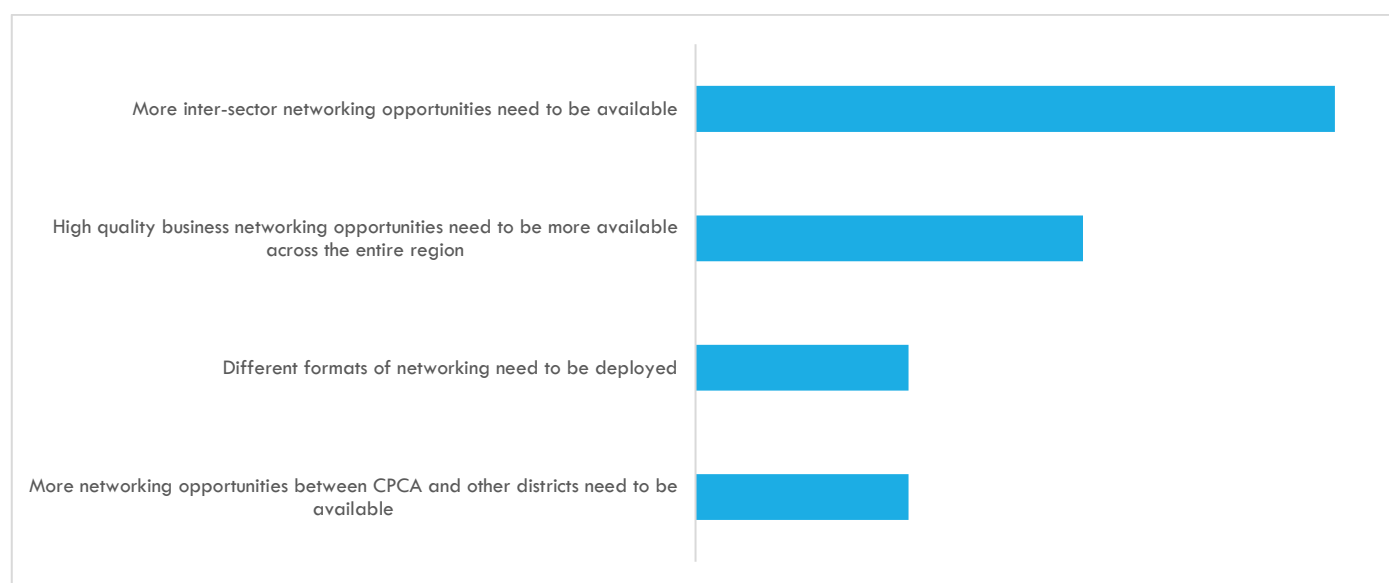 More inter-sector networking opportunities need to be available
High quality business networking opportunities need to be more available
across the entire region
Different formats of networking need to be deployed
More networking opportunities between CPCA and other districts need to be
available